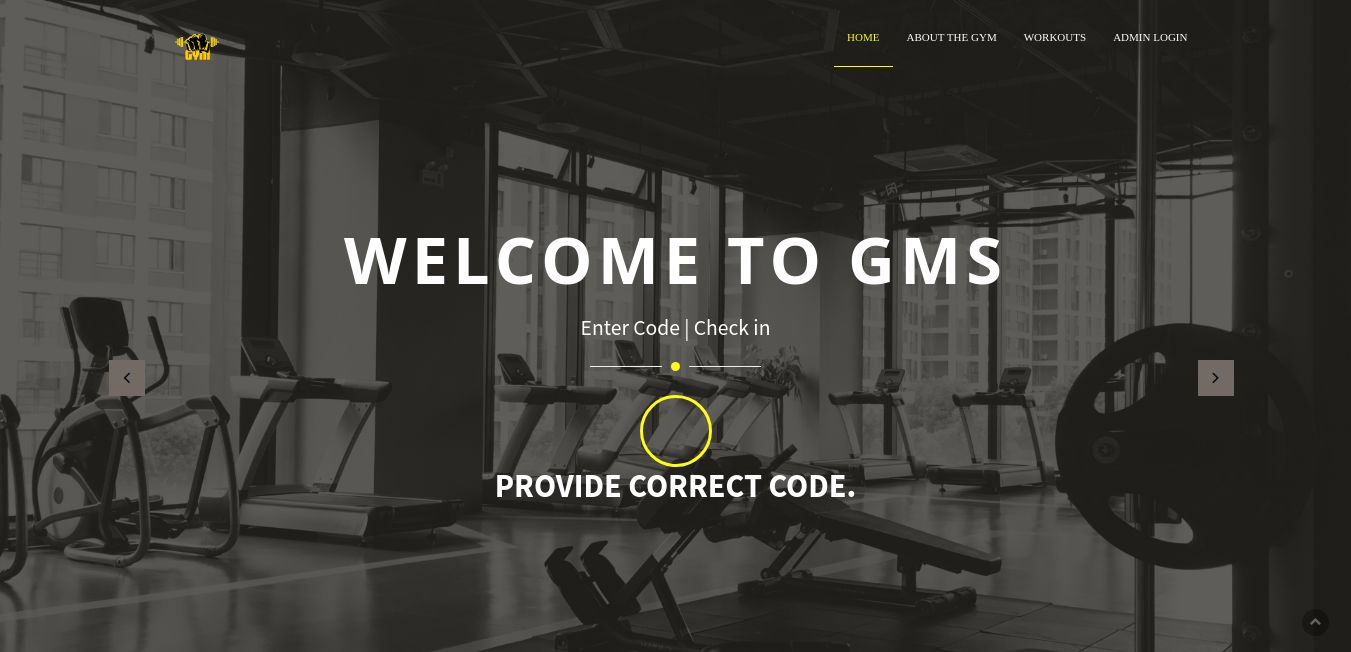 GYM
HOME
ABOUT THE GYM
WORKOUTS
ADMIN LOGIN
WELCOME TO GMS
Enter Code | Check in
PROVIDE CORRECT CODE.